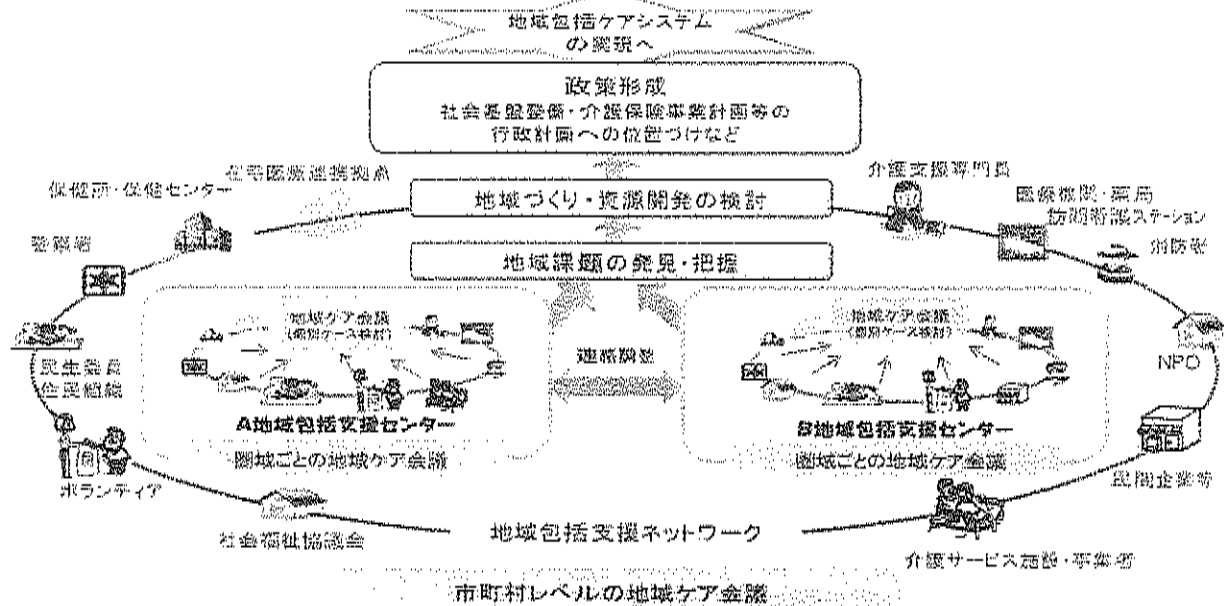 地域包括ケアシステム
の実現へ
政策形成
社会基盤整備・介護保険事業計画等の
行政計画への位置づけなど
在宅医療連携拠点
介護支援専門員
保健所・保健センター
地域づくり・資源開発の検討
医療機関・薬局
訪問看護ステーション
警察署
消防署
地域課題の発見・把握
地域ケア会議
(個別ケース検討)
地域ケア会議
(個別ケース検討)
連絡調整
民生委員
住民組織
NPO
A地域包括支援センター
B地域包括支援センター
圏域ごとの地域ケア会議
圏域ごとの地域ケア会議
ボランティア
民間企業等
社会福祉協議会
地域包括支援ネットワーク
介護サービス施設・事業者
市町村レベルの地域ケア会議